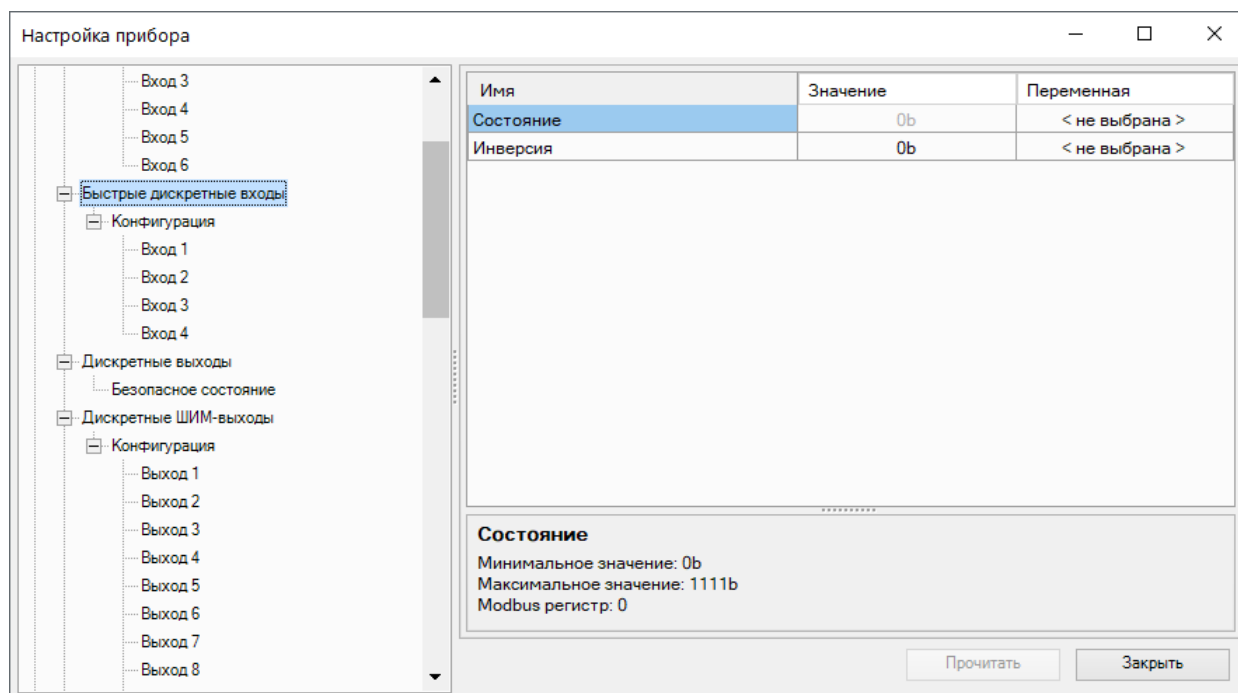 Настройка прибора
Вход 3
Вход 4
Вход 5
Вход 6
Быстрые дискретные входы
Конфигурация
Вход 1
Вход 2
Вход 3
Вход 4
Дискретные выходы
Безопасное состояние
Дискретные ШИМ-выходы
Конфигурация
Выход 1
Выход 2
Выход 3
Выход 4
Выход 5
Выход 6
Выход 7
Выход 8
Имя Значение Переменная
Состояние 0b < не выбрана >
Инверсия 0b < не выбрана >
Состояние
Минимальное значение: 0b
Максимальное значение: 1111b
Modbus регистр: 0
Прочитать Закрыть